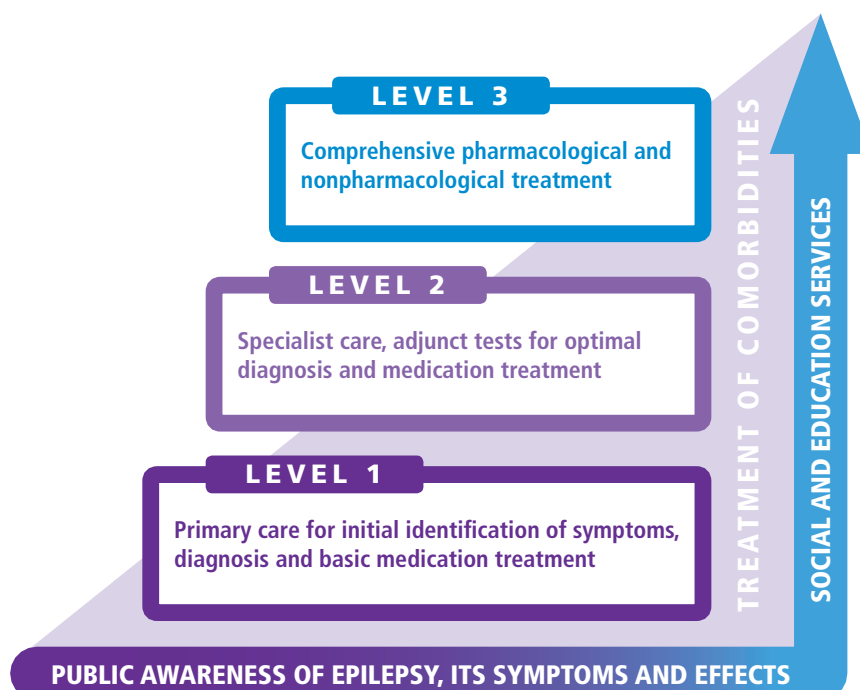 LEVEL 3
Comprehensive pharmacological and
nonpharmacological treatment
LEVEL 2
Specialist care, adjunct tests for optimal
diagnosis and medication treatment
LEVEL 1
Primary care for initial identification of symptoms,
diagnosis and basic medication treatment
TREATMENT OF COMORBIDITIES
SOCIAL AND EDUCATION SERVICES
PUBLIC AWARENESS OF EPILEPSY, ITS SYMPTOMS AND EFFECTS